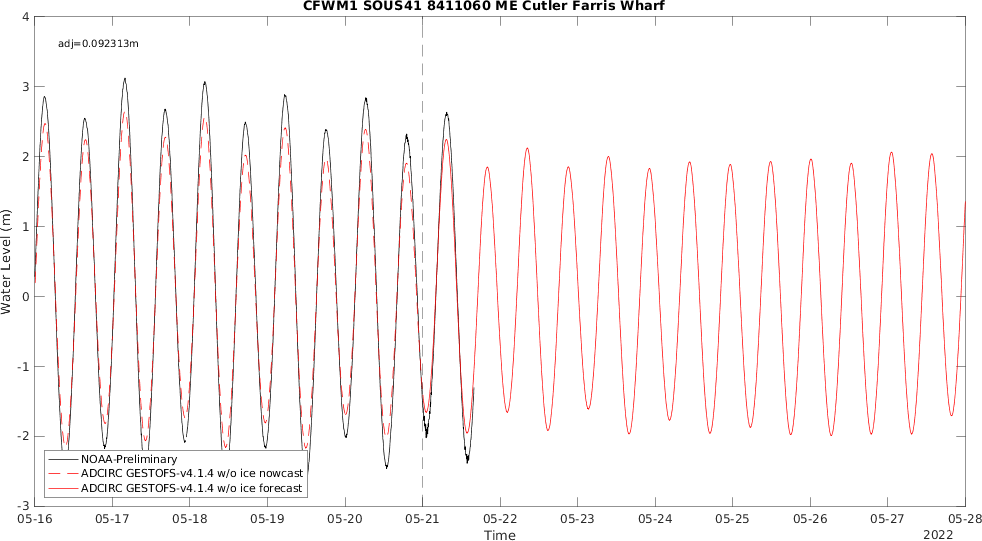 CFWM1 SOUS41 8411060 ME Cutler Farris Wharf
adj=0.092313m
4
3
2
1
0
-1
-2
-3
Water Level (m)
NOAA-Preliminary
ADCIRC GESTOFS-v4.1.4 w/o ice nowcast
ADCIRC GESTOFS-v4.1.4 w/o ice forecast
05-16 05-17 05-18 05-19 05-20 05-21 05-22 05-23 05-24 05-25 05-26 05-27 05-28
Time
2022